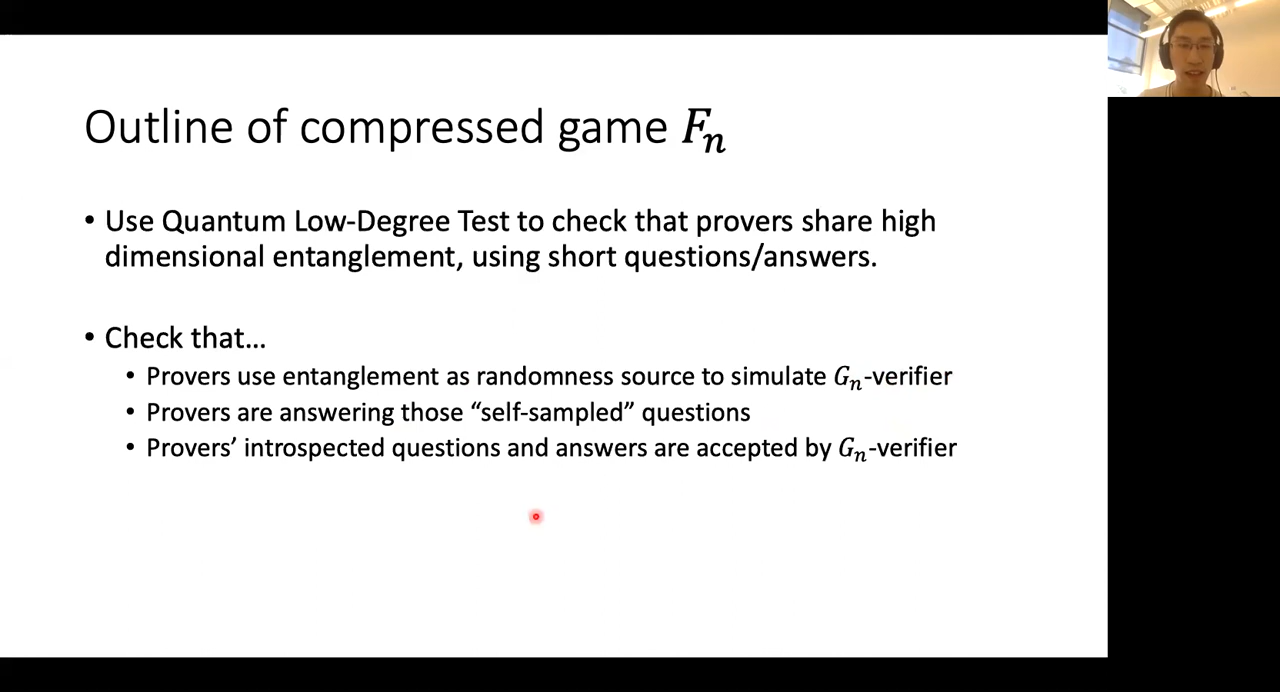 Outline of compressed game Fₙ
• Use Quantum Low-Degree Test to check that provers share high
dimensional entanglement, using short questions/answers.
• Check that...
• Provers use entanglement as randomness source to simulate Gₙ-verifier
• Provers are answering those “self-sampled” questions
• Provers’ introspected questions and answers are accepted by Gₙ-verifier